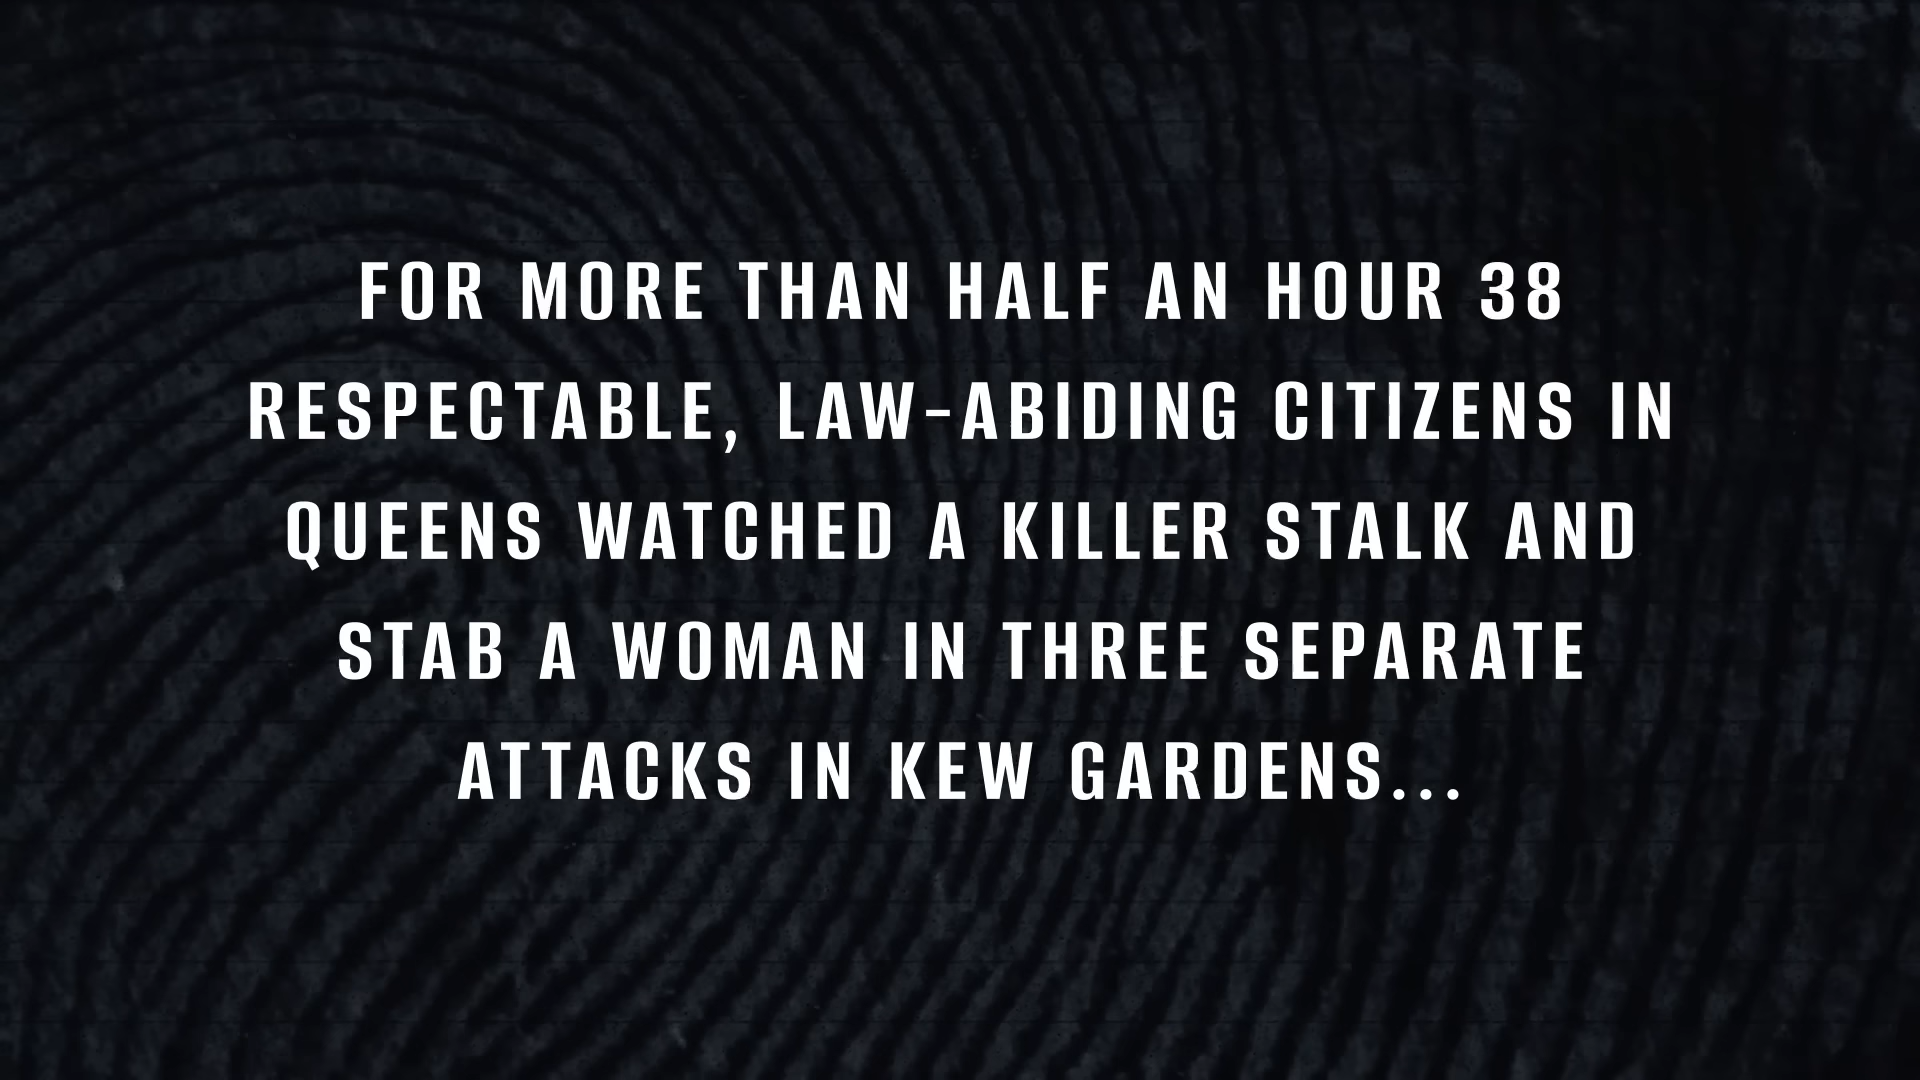 FOR MORE THAN HALF AN HOUR 38
RESPECTABLE, LAW-ABIDING CITIZENS IN
QUEENS WATCHED A KILLER STALK AND
STAB A WOMAN IN THREE SEPARATE
ATTACKS IN KEW GARDENS...